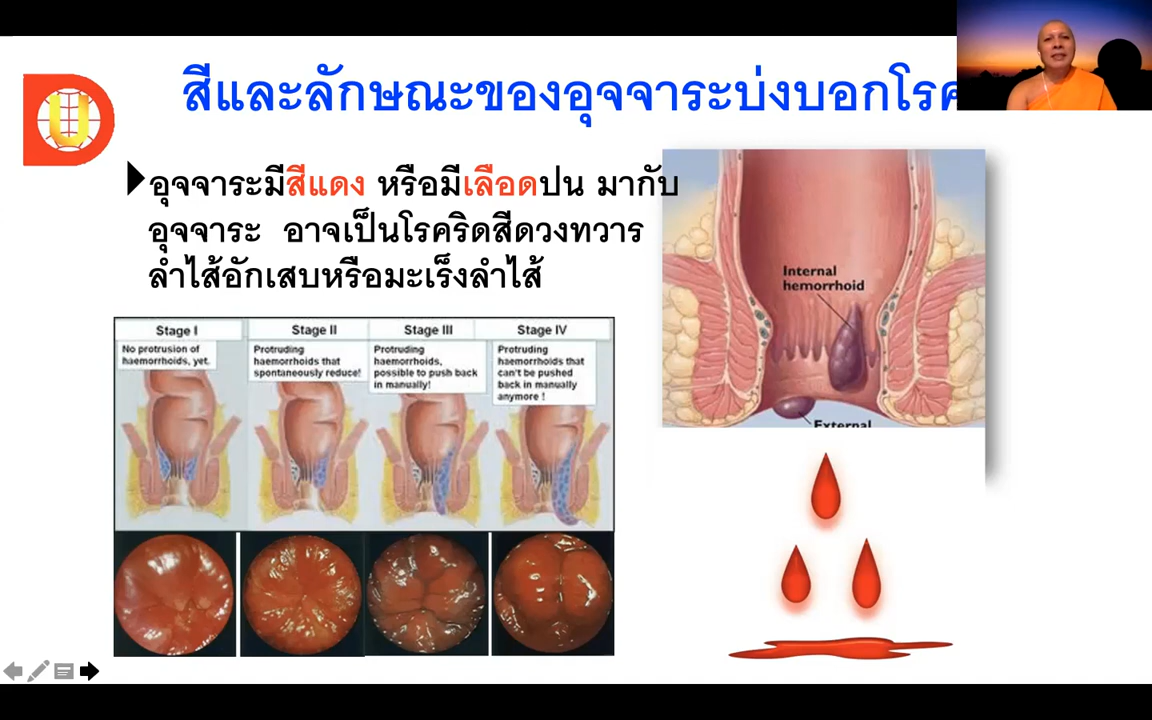 สีและลักษณะของอุจจาระบ่งบอกโรค
U
อุจจาระมีสีแดง หรือมีเลือดปน มากับ
อุจจาระ อาจเป็นโรคริดสีดวงทวาร
ลำไส้อักเสบหรือมะเร็งลำไส้
Internal
hemorrhoid
External
Stage I
No protrusion of
haemorrhoids, yet.
Stage II
Protruding
haemorrhoids that
spontaneously reduce!
Stage III
Protruding
haemorrhoids,
possible to push back
in manually!
Stage IV
Protruding
haemorrhoids that
can't be pushed
back in manually
anymore !